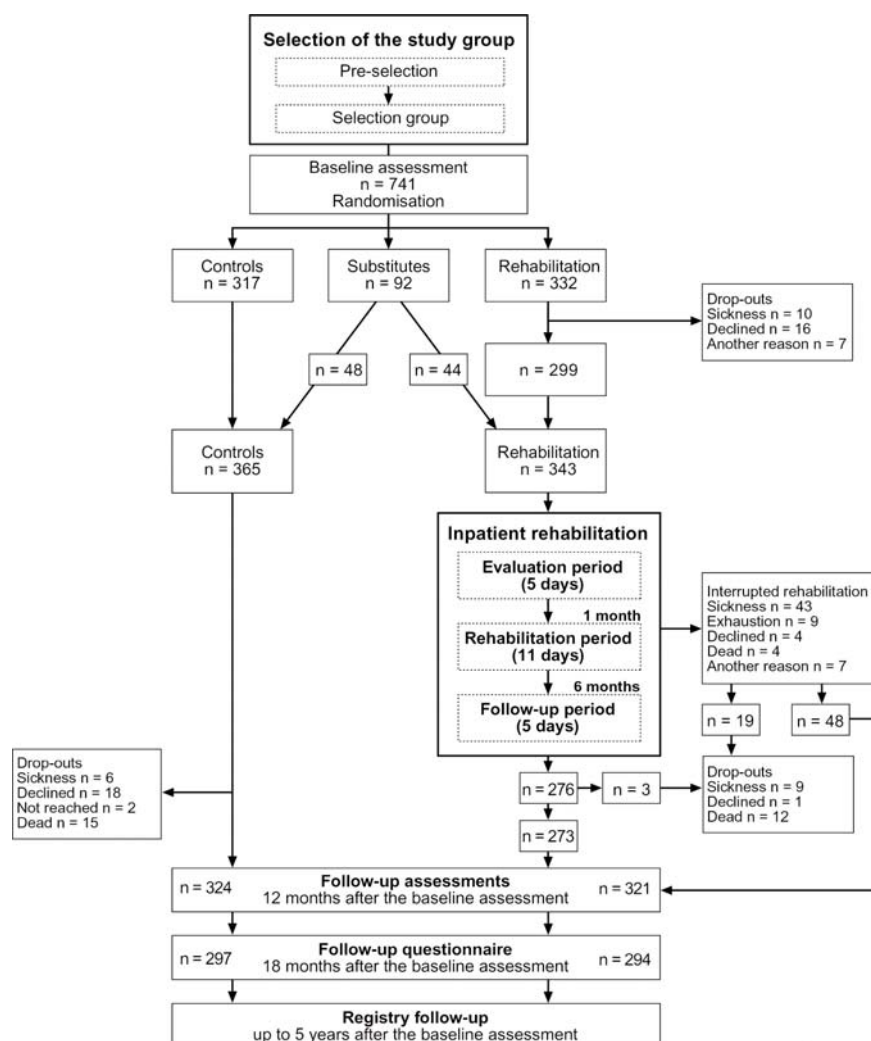 Selection of the study group
Pre-selection
Selection group
Baseline assessment
n = 741
Randomisation
Controls
n = 317
Substitutes
n = 92
Rehabilitation
n = 332
Drop-outs
Sickness n = 10
Declined n = 16
Another reason n = 7
n = 48
n = 44
n = 299
Controls
n = 365
Rehabilitation
n = 343
Inpatient rehabilitation
Evaluation period
(5 days)
1 month
Rehabilitation period
(11 days)
6 months
Follow-up period
(5 days)
Interrupted rehabilitation
Sickness n = 43
Exhaustion n = 9
Declined n = 4
Dead n = 4
Another reason n = 7
n = 19
n = 48
Drop-outs
Sickness n = 6
Declined n = 18
Not reached n = 2
Dead n = 15
n = 276
n = 3
Drop-outs
Sickness n = 9
Declined n = 1
Dead n = 12
n = 273
n = 324
Follow-up assessments
12 months after the baseline assessment
n = 321
n = 297
Follow-up questionnaire
18 months after the baseline assessment
n = 294
Registry follow-up
up to 5 years after the baseline assessment